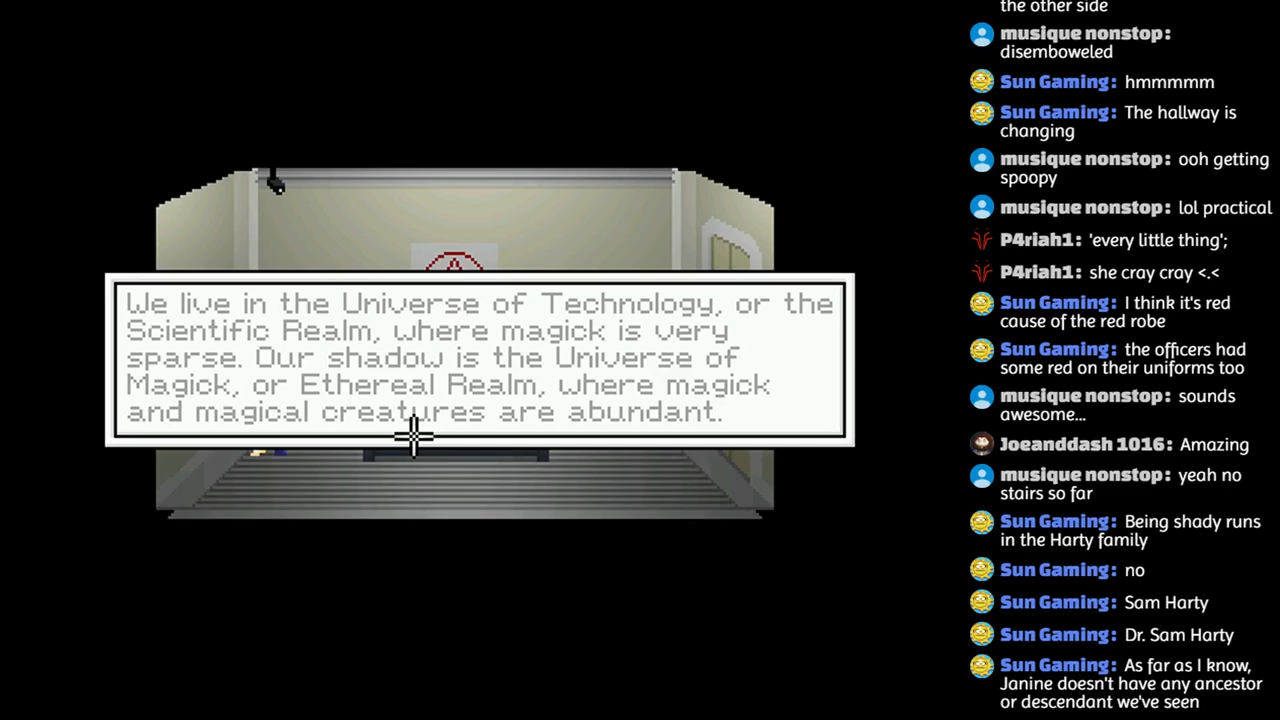 We live in the Universe of Technology, or the
Scientific Realm, where magick is very
sparse. Our shadow is the Universe of
Magick, or Ethereal Realm, where magick
and magical creatures are abundant.
the other side
musique nonstop:
disemboweled
Sun Gaming: hmmmmm
Sun Gaming: The hallway is
changing
musique nonstop: ooh getting
spoopy
musique nonstop: lol practical
P4riah1: 'every little thing';
P4riah1: she cray cray <.<
Sun Gaming: I think it's red
cause of the red robe
Sun Gaming: the officers had
some red on their uniforms too
musique nonstop: sounds
awesome...
Joeanddash 1016: Amazing
musique nonstop: yeah no
stairs so far
Sun Gaming: Being shady runs
in the Harty family
Sun Gaming: no
Sun Gaming: Sam Harty
Sun Gaming: Dr. Sam Harty
Sun Gaming: As far as I know,
Janine doesn't have any ancestor
or descendant we've seen